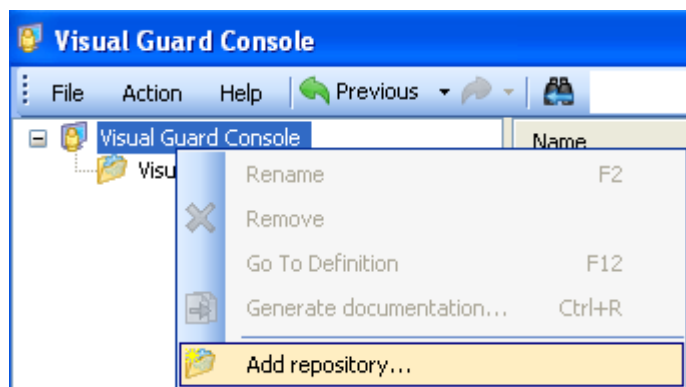 Visual Guard Console
File Action Help Previous
Visual Guard Console
Name
Visu
Rename F2
Remove
Go To Definition F12
Generate documentation... Ctrl+R
Add repository...